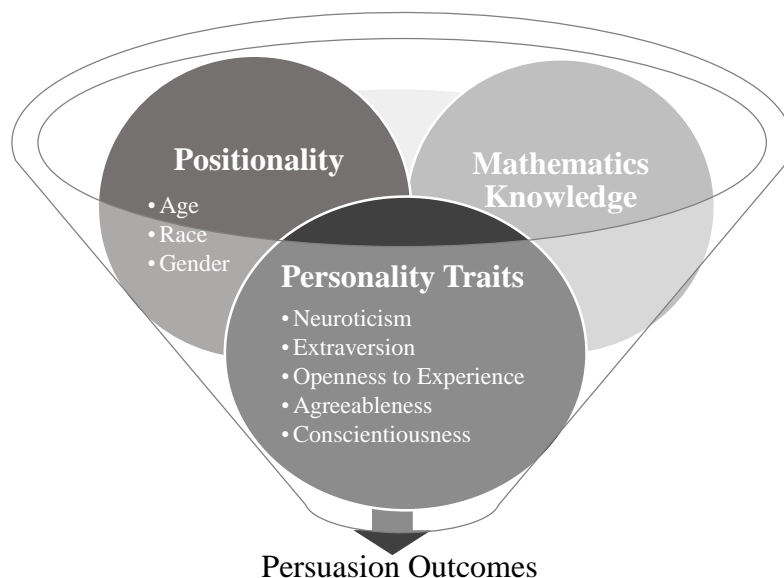 Positionality
• Age
• Race
• Gender
Mathematics
Knowledge
Personality Traits
• Neuroticism
• Extraversion
• Openness to Experience
• Agreeableness
• Conscientiousness
Persuasion Outcomes